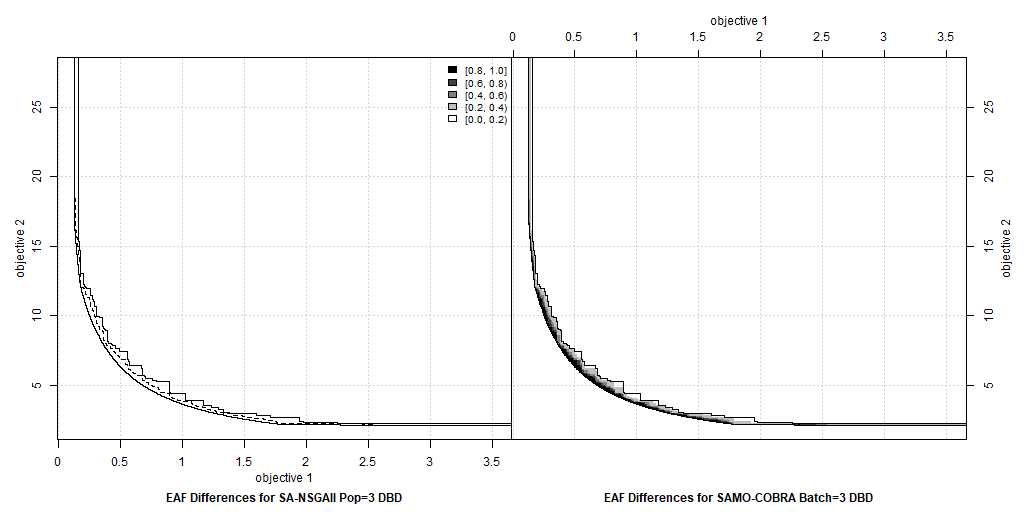 objective 1
0 0.5 1 1.5 2 2.5 3 3.5
[0.8, 1.0]
[0.6, 0.8)
[0.4, 0.6)
[0.2, 0.4)
[0.0, 0.2)
25 25
20 20
15 15
10 10
5 5
objective 2
objective 2
0 0.5 1 1.5 2 2.5 3 3.5
objective 1
EAF Differences for SA-NSGAII Pop=3 DBD
EAF Differences for SAMO-COBRA Batch=3 DBD